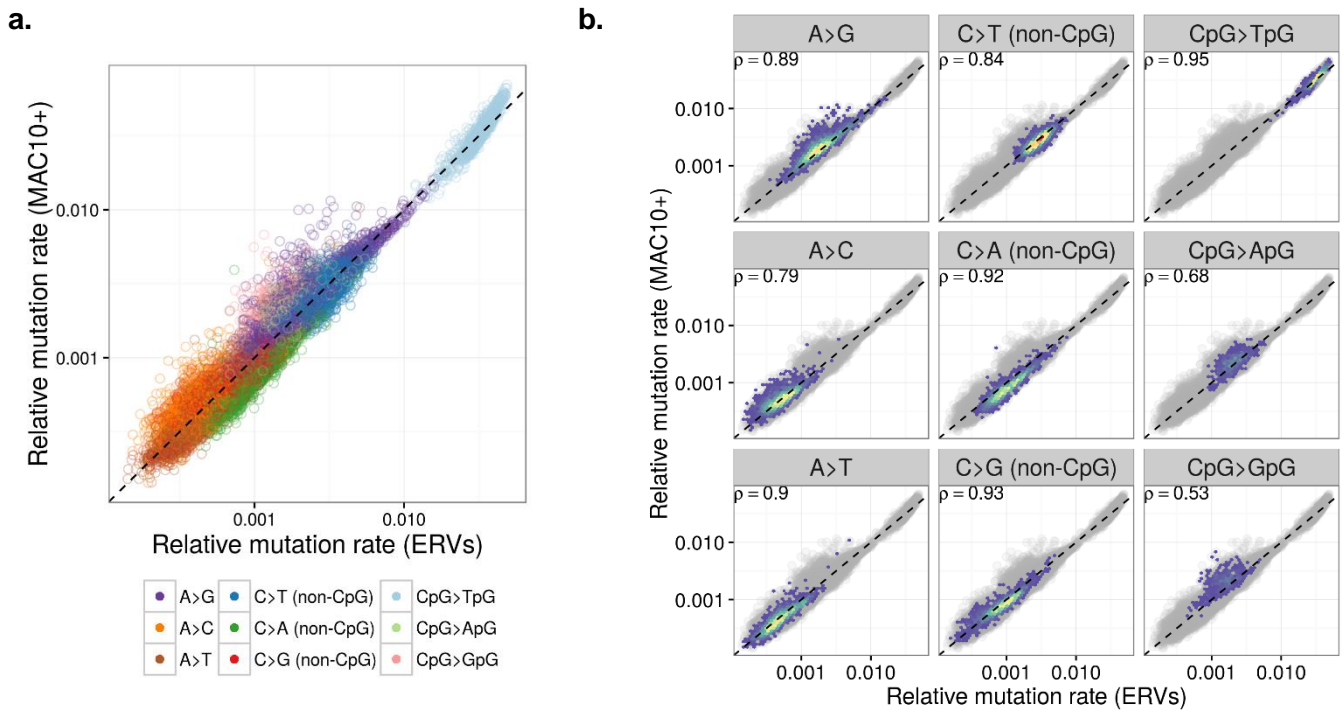 a.
Relative mutation rate (MAC10+)
0.010
0.001
0.001 0.010
Relative mutation rate (ERVs)
A>G C>T (non-CpG) CpG>TpG
A>C C>A (non-CpG) CpG>ApG
A>T C>G (non-CpG) CpG>GpG
b.
Relative mutation rate (MAC10+)
A>G C>T (non-CpG) CpG>TpG
ρ = 0.89 ρ = 0.84 ρ = 0.95
0.010
0.001
A>C C>A (non-CpG) CpG>ApG
ρ = 0.79 ρ = 0.92 ρ = 0.68
0.010
0.001
A>T C>G (non-CpG) CpG>GpG
ρ = 0.9 ρ = 0.93 ρ = 0.53
0.010
0.001
0.001 0.010 0.001 0.010 0.001 0.010
Relative mutation rate (ERVs)